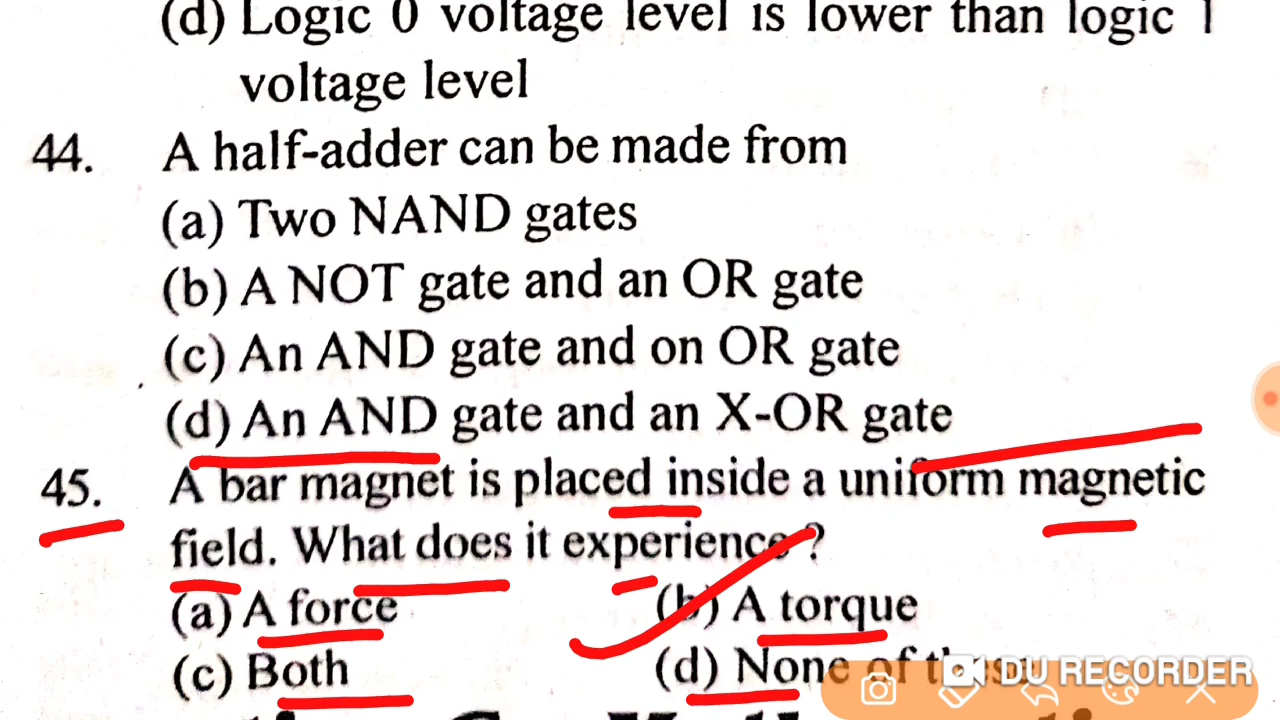 (d) Logic 0 voltage level is lower than logic 1
voltage level
44. A half-adder can be made from
(a) Two NAND gates
(b) A NOT gate and an OR gate
(c) An AND gate and on OR gate
(d) An AND gate and an X-OR gate
45. A bar magnet is placed inside a uniform magnetic
field. What does it experience ?
(a) A force (b) A torque
(c) Both (d) None of these
DU RECORDER